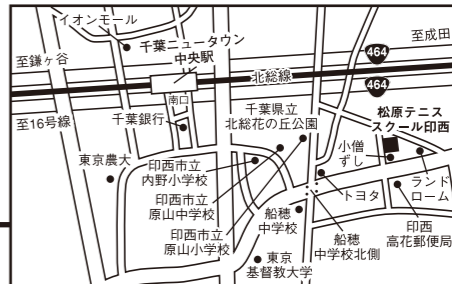 イオンモール
千葉ニュータウン
中央駅
至成田
464
至鎌ヶ谷
北総線
464
南口
至16号線
千葉銀行
千葉県立
北総花の丘公園
松原テニス
スクール印西
小僧
ずし
東京農大
印西市立
内野小学校
トヨタ
ランド
ローム
印西市立
原山中学校
船穂
中学校
印西市立
原山小学校
船穂
中学校北側
印西
高花郵便局
東京
基督教大学